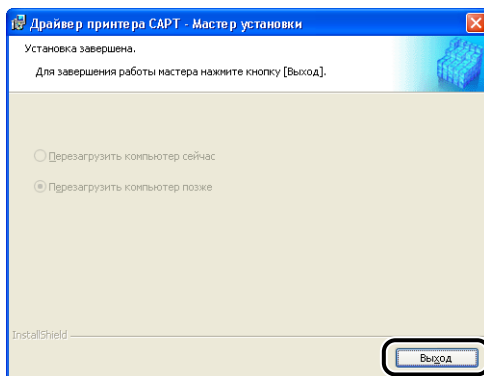 Драйвер принтера CAPT - Мастер установки
Установка завершена.
Для завершения работы мастера нажмите кнопку [Выход].
Перезагрузить компьютер сейчас
Перезагрузить компьютер позже
InstallShield
Выход